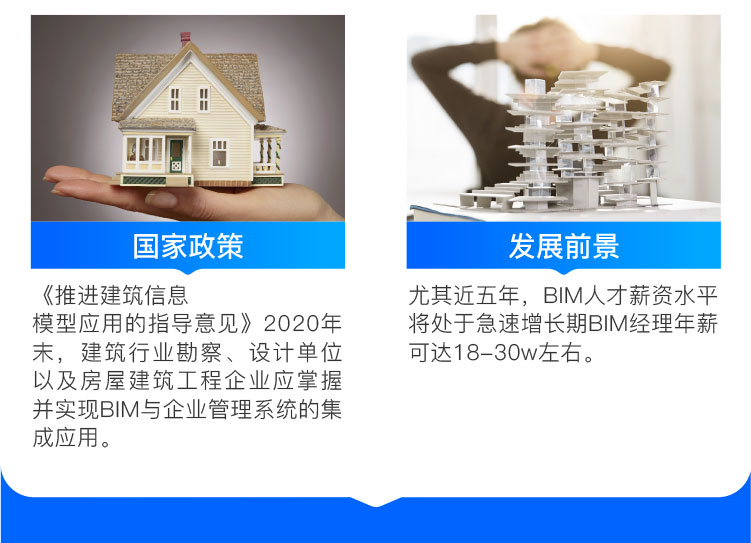 国家政策
《推进建筑信息
模型应用的指导意见》2020年
末，建筑行业勘察、设计单位
以及房屋建筑工程企业应掌握
并实现BIM与企业管理系统的集
成应用。
发展前景
尤其近五年，BIM人才薪资水平
将处于急速增长期BIM经理年薪
可达18-30w左右。